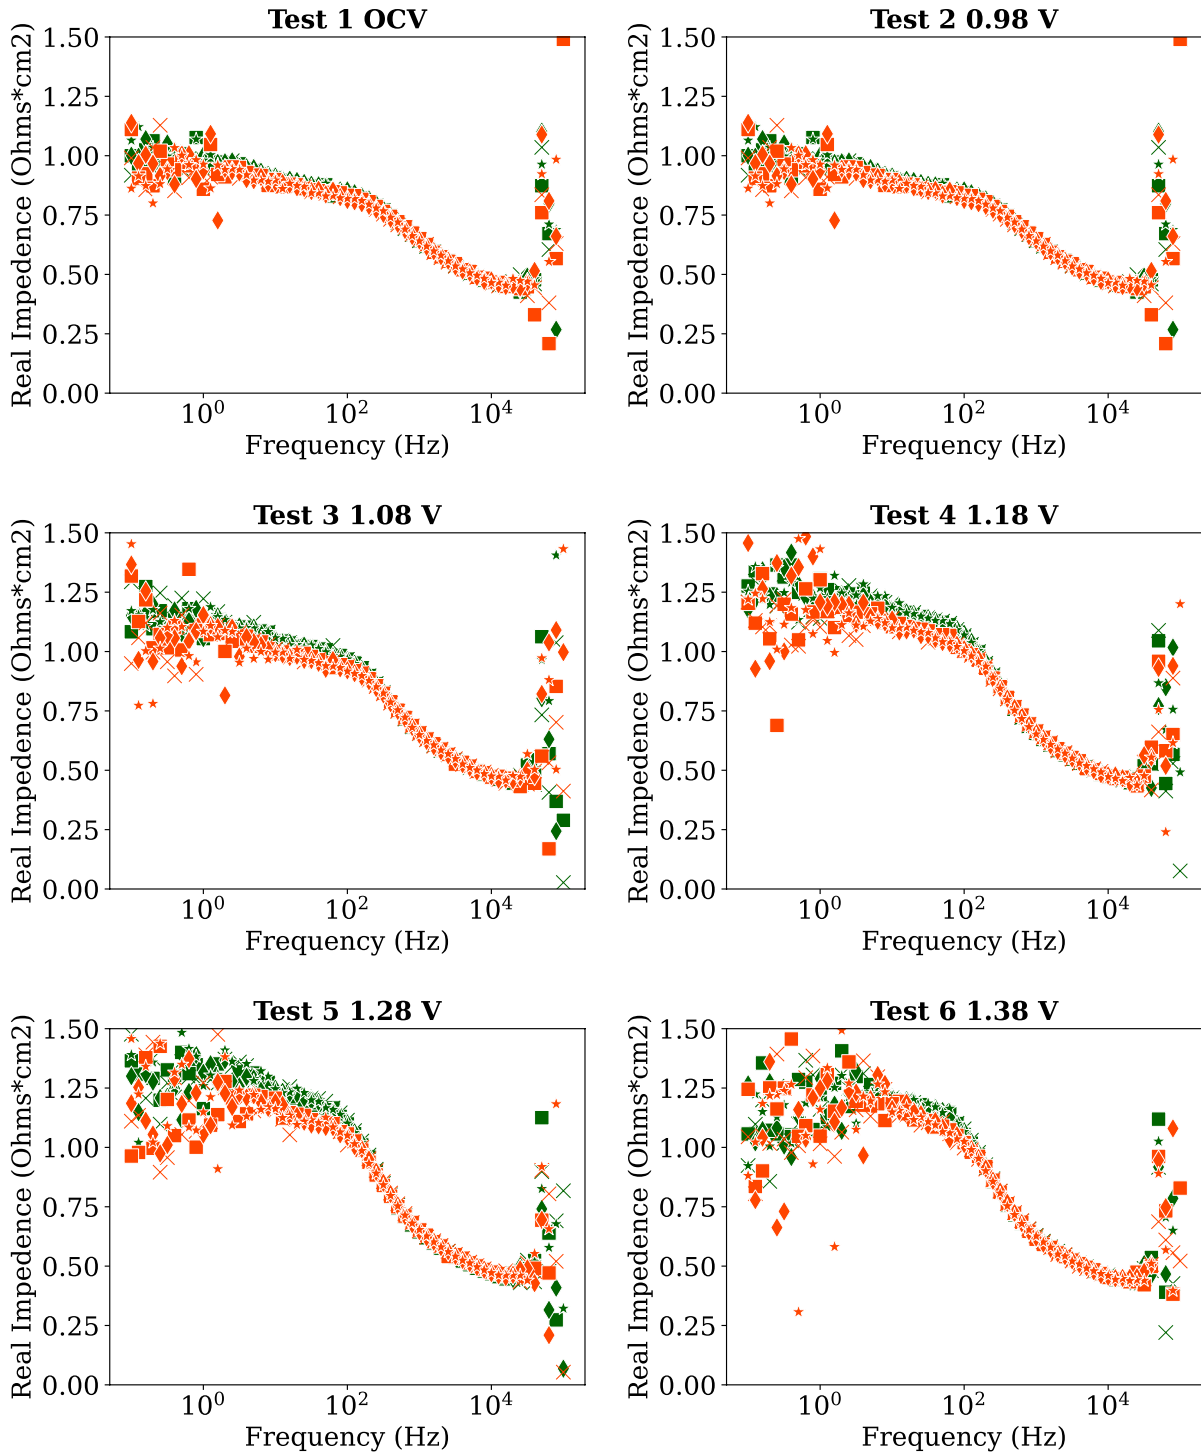 Test 1 OCV
Real Impedence (Ohms*cm2)
1.50
1.25
1.00
0.75
0.50
0.25
0.00
10^0 10^2 10^4
Frequency (Hz)
Test 2 0.98 V
Real Impedence (Ohms*cm2)
1.50
1.25
1.00
0.75
0.50
0.25
0.00
10^0 10^2 10^4
Frequency (Hz)
Test 3 1.08 V
Real Impedence (Ohms*cm2)
1.50
1.25
1.00
0.75
0.50
0.25
0.00
10^0 10^2 10^4
Frequency (Hz)
Test 4 1.18 V
Real Impedence (Ohms*cm2)
1.50
1.25
1.00
0.75
0.50
0.25
0.00
10^0 10^2 10^4
Frequency (Hz)
Test 5 1.28 V
Real Impedence (Ohms*cm2)
1.50
1.25
1.00
0.75
0.50
0.25
0.00
10^0 10^2 10^4
Frequency (Hz)
Test 6 1.38 V
Real Impedence (Ohms*cm2)
1.50
1.25
1.00
0.75
0.50
0.25
0.00
10^0 10^2 10^4
Frequency (Hz)